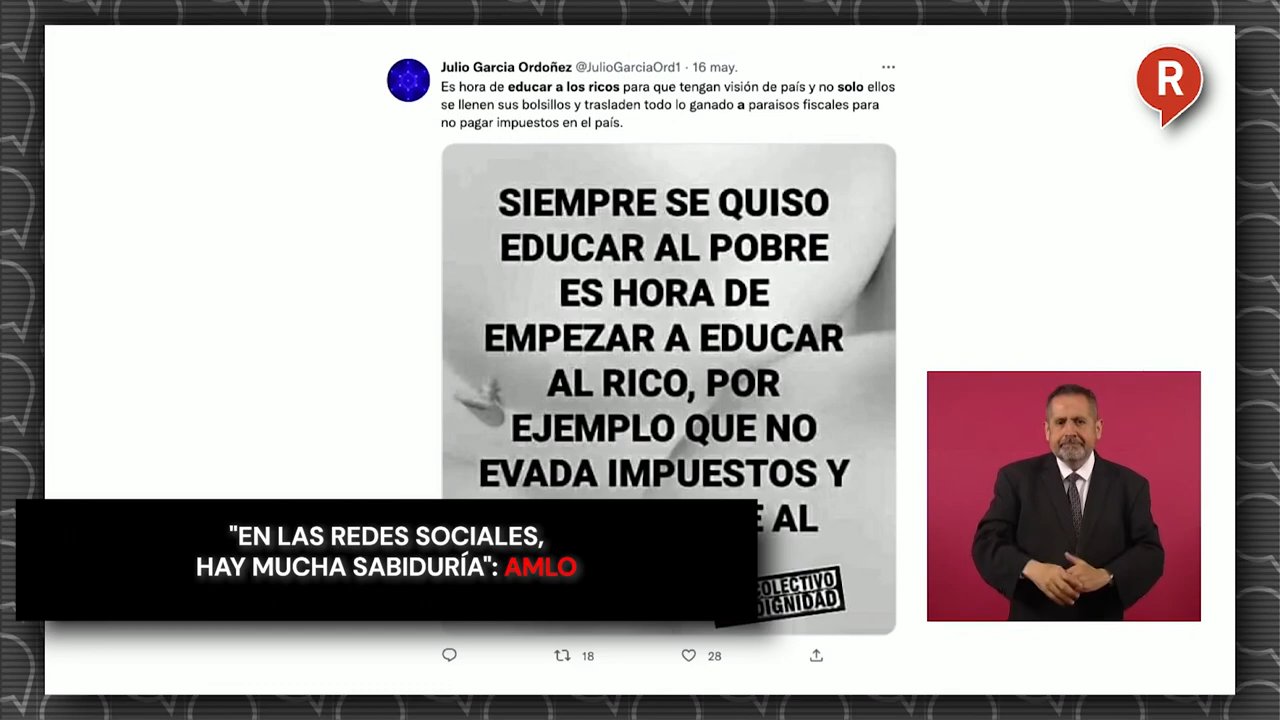 Julio Garcia Ordoñez @JulioGarciaOrd1 · 16 may.
Es hora de educar a los ricos para que tengan visión de país y no solo ellos
se llenen sus bolsillos y trasladen todo lo ganado a paraisos fiscales para
no pagar impuestos en el país.
R
SIEMPRE SE QUISO
EDUCAR AL POBRE
ES HORA DE
EMPEZAR A EDUCAR
AL RICO, POR
EJEMPLO QUE NO
EVADA IMPUESTOS Y
AL
"EN LAS REDES SOCIALES,
HAY MUCHA SABIDURÍA": AMLO
COLECTIVO
DIGNIDAD
18
28